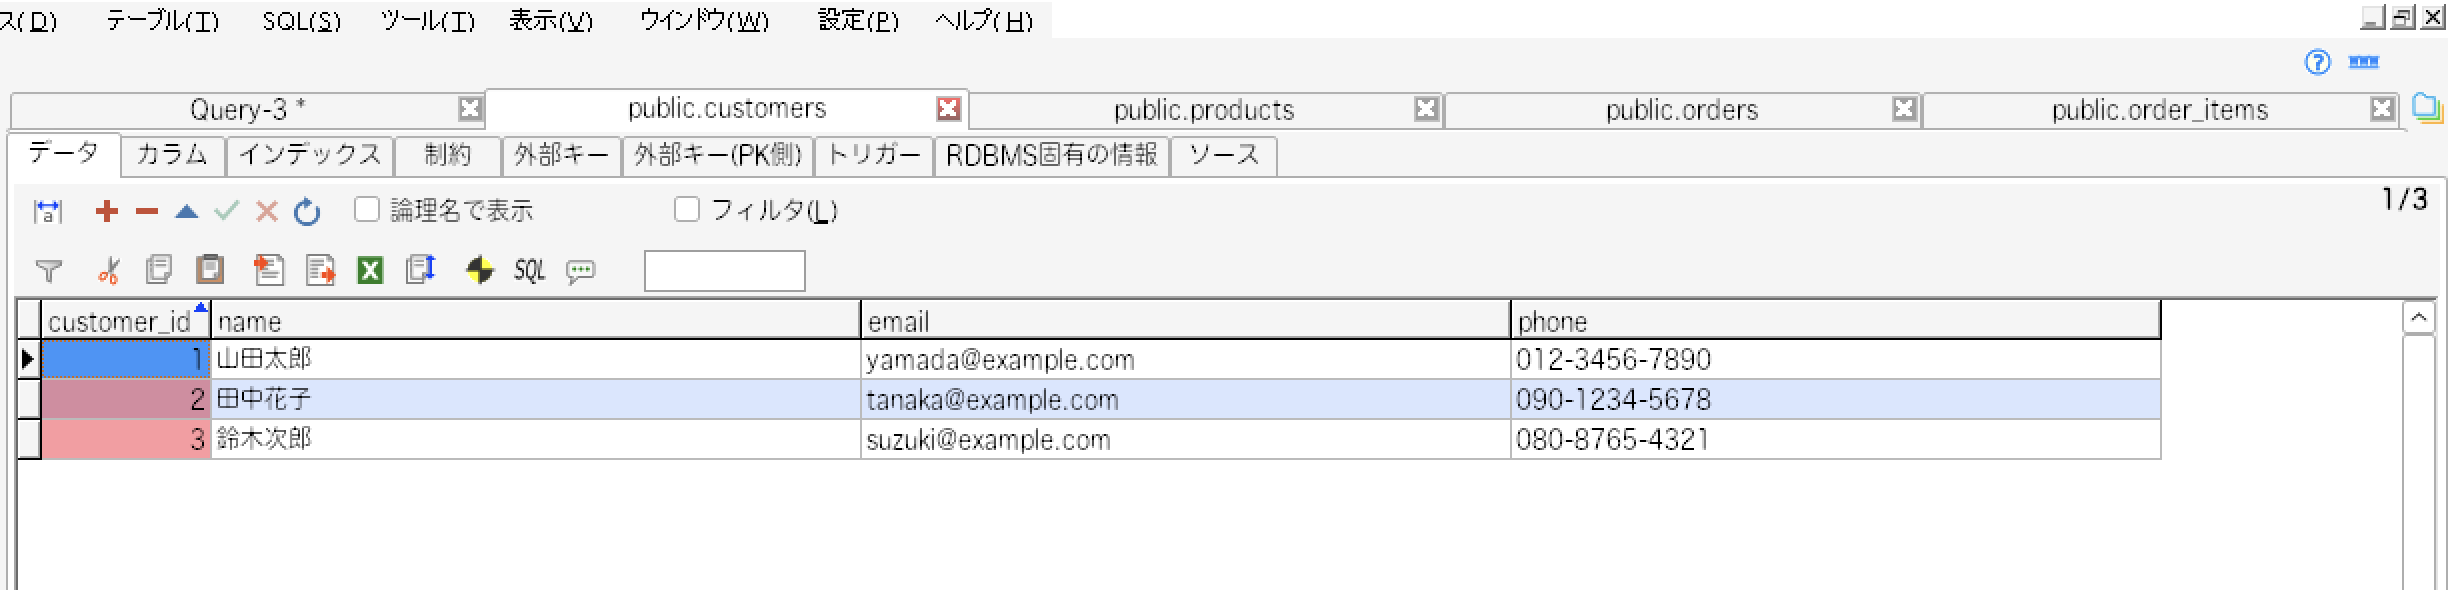 ス(D) テーブル(T) SQL(S) ツール(T) 表示(V) ウインドウ(W) 設定(P) ヘルプ(H)
Query-3 * public.customers public.products public.orders public.order_items
データ カラム インデックス 制約 外部キー 外部キー(PK側) トリガー RDBMS固有の情報 ソース
論理名で表示 フィルタ(L) 1/3
SQL
customer_id name email phone
1 山田太郎 yamada@example.com 012-3456-7890
2 田中花子 tanaka@example.com 090-1234-5678
3 鈴木次郎 suzuki@example.com 080-8765-4321